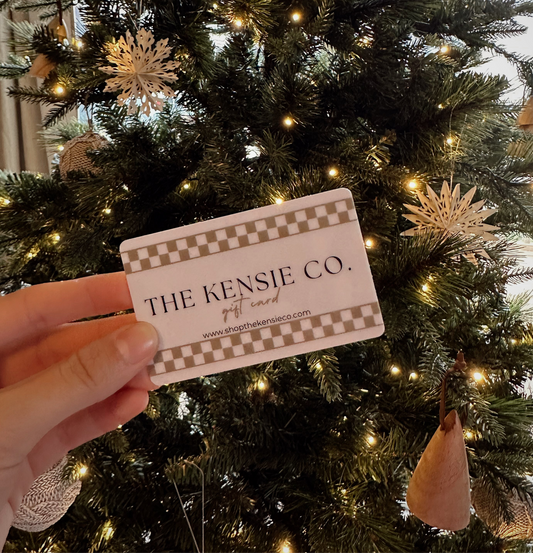 THE KENSIE CO.
gift card
www.shopthekensieco.com